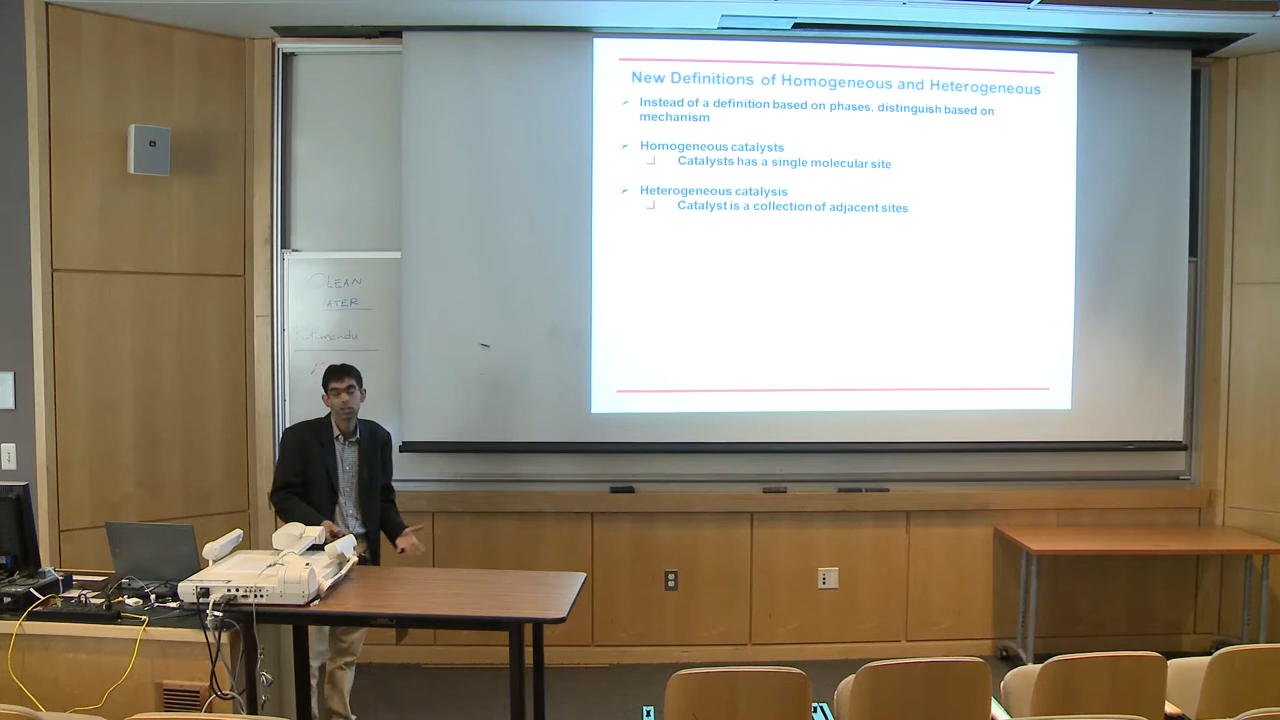 New Definitions of Homogeneous and Heterogeneous
Instead of a definition based on phases, distinguish based on
mechanism
Homogeneous catalysts
Catalysts has a single molecular site
Heterogeneous catalysis
Catalyst is a collection of adjacent sites
CLEAN
ATER